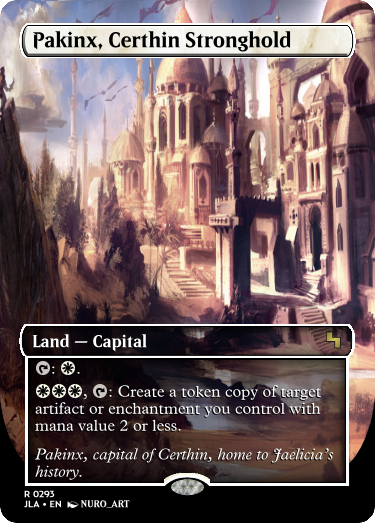 Pakinx, Certhin Stronghold
Land — Capital
: .
, : Create a token copy of target
artifact or enchantment you control with
mana value 2 or less.
Pakinx, capital of Certhin, home to Jaelicia's
history.
R 0293
JLA • EN NURO_ART